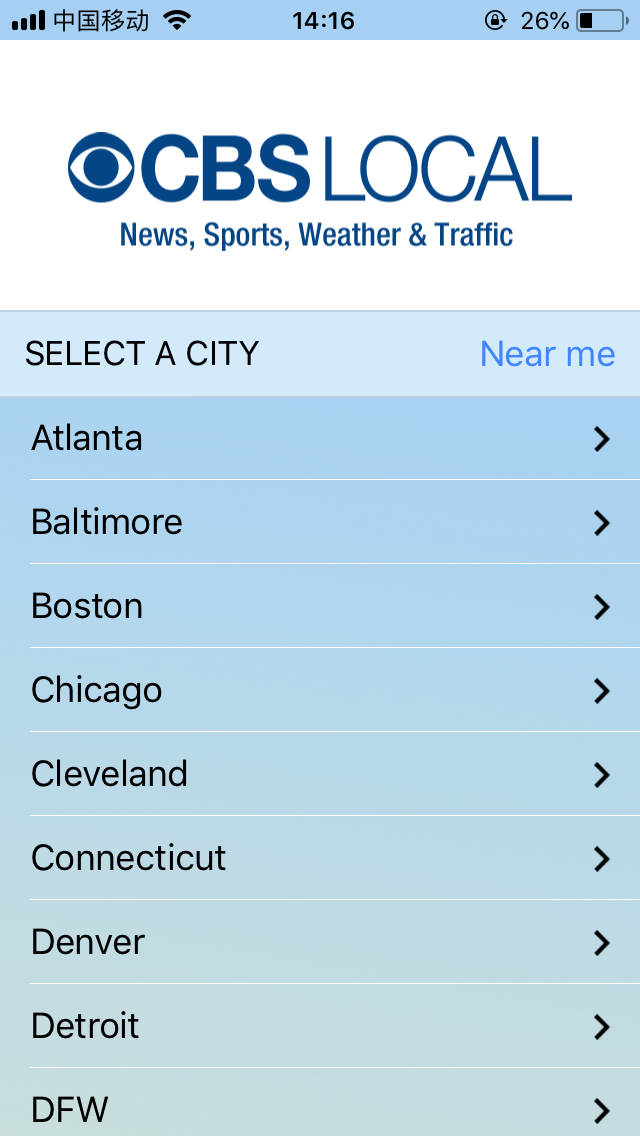 中国移动 14:16 26%
CBS LOCAL
News, Sports, Weather & Traffic
SELECT A CITY Near me
Atlanta
Baltimore
Boston
Chicago
Cleveland
Connecticut
Denver
Detroit
DFW